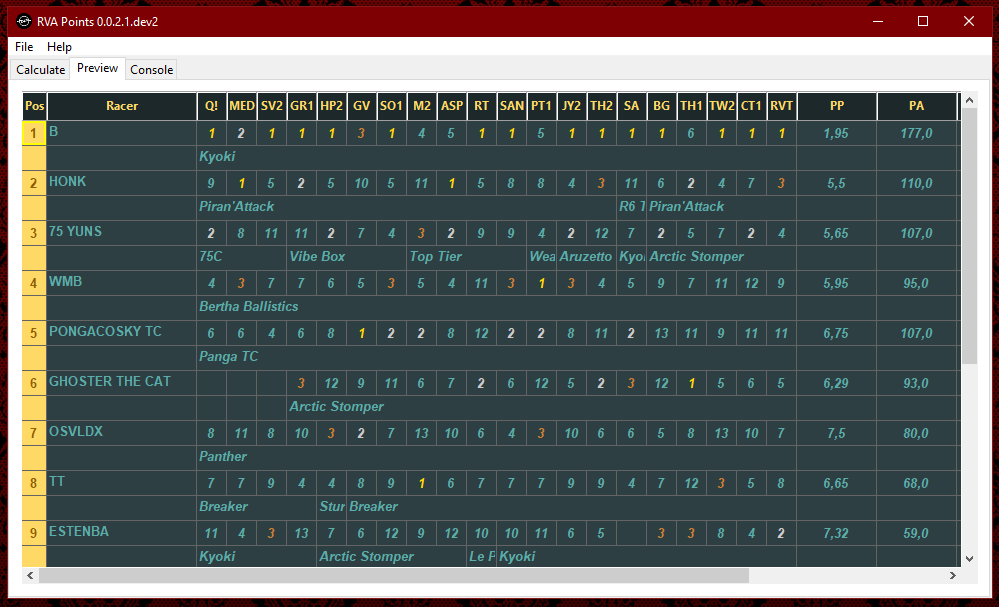 RVA Points 0.0.2.1.dev2
File Help
Calculate Preview Console
Pos Racer Q! MED SV2 GR1 HP2 GV SO1 M2 ASP RT SAN PT1 JY2 TH2 SA BG TH1 TW2 CT1 RVT PP PA
1 B 1 2 1 1 1 3 1 4 5 1 1 5 1 1 1 1 6 1 1 1 1,95 177,0
Kyoki
2 HONK 9 1 5 2 5 10 5 11 1 5 8 8 4 3 11 6 2 4 7 3 5,5 110,0
Piran'Attack R6 T Piran'Attack
3 75 YUNS 2 8 11 11 2 7 4 3 2 9 9 4 2 12 7 2 5 7 2 4 5,65 107,0
75C Vibe Box Top Tier Wea Aruzetto Kyo Arctic Stomper
4 WMB 4 3 7 7 6 5 3 5 4 11 3 1 3 4 5 9 7 11 12 9 5,95 95,0
Bertha Ballistics
5 PONGACOSKY TC 6 6 4 6 8 1 2 2 8 12 2 2 8 11 2 13 11 9 11 11 6,75 107,0
Panga TC
6 GHOSTER THE CAT 3 12 9 11 6 7 2 6 12 5 2 3 12 1 5 6 5 6,29 93,0
Arctic Stomper
7 OSVLDX 8 11 8 10 3 2 7 13 10 6 4 3 10 6 6 5 8 13 10 7 7,5 80,0
Panther
8 TT 7 7 9 4 4 8 9 1 6 7 7 7 9 9 4 7 12 3 5 8 6,65 68,0
Breaker Stur Breaker
9 ESTENBA 11 4 3 13 7 6 12 9 12 10 10 11 6 5 3 3 8 4 2 7,32 59,0
Kyoki Arctic Stomper Le P Kyoki